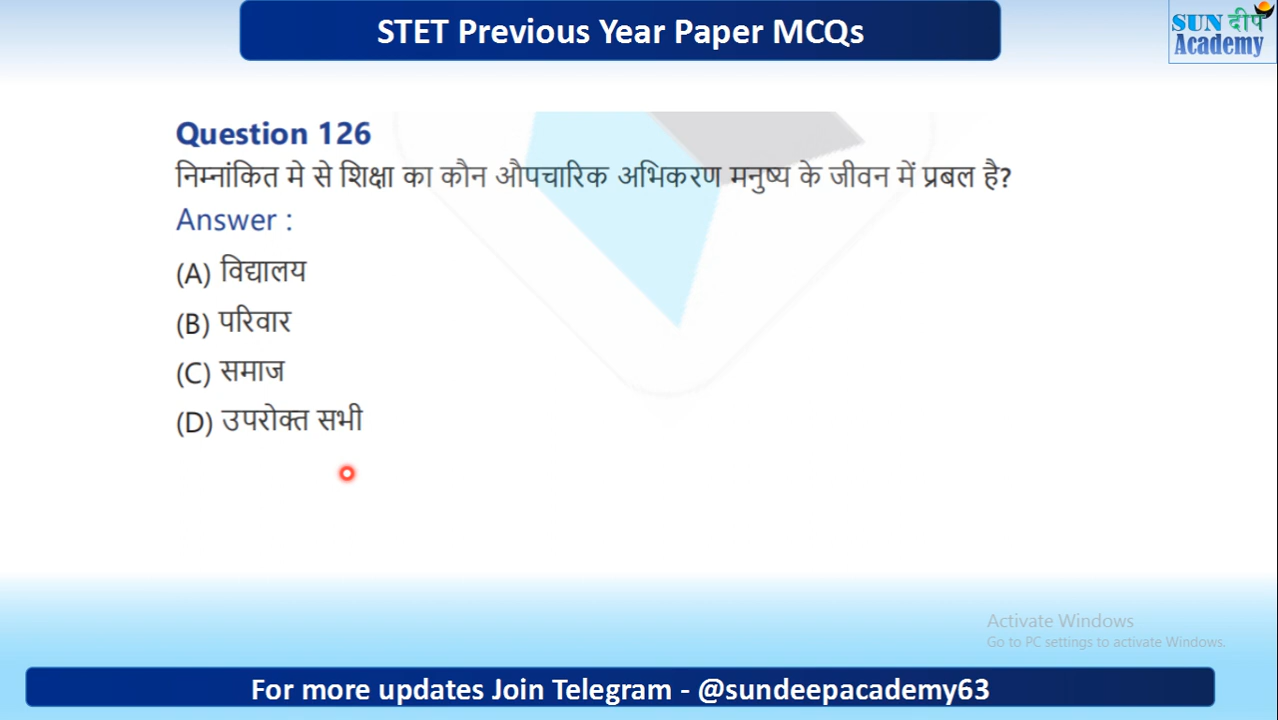 STET Previous Year Paper MCQs
SUN दीप
Academy
Question 126
निम्नांकित मे से शिक्षा का कौन औपचारिक अभिकरण मनुष्य के जीवन में प्रबल है?
Answer :
(A) विद्यालय
(B) परिवार
(C) समाज
(D) उपरोक्त सभी
Activate Windows
Go to PC settings to activate Windows.
For more updates Join Telegram - @sundeepacademy63